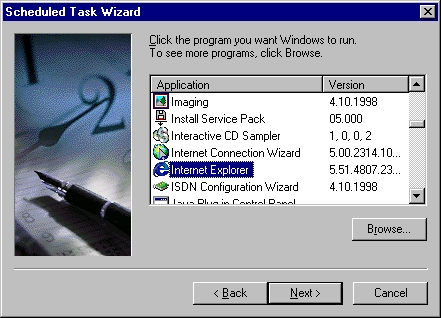 Scheduled Task Wizard
Click the program you want Windows to run.
To see more programs, click Browse.
Application Version
Imaging 4.10.1998
Install Service Pack 05.000
Interactive CD Sampler 1, 0, 0, 2
Internet Connection Wizard 5.00.2314.10...
Internet Explorer 5.51.4807.23...
ISDN Configuration Wizard 4.10.1998
Java Plug-in Control Panel
Browse...
< Back Next > Cancel